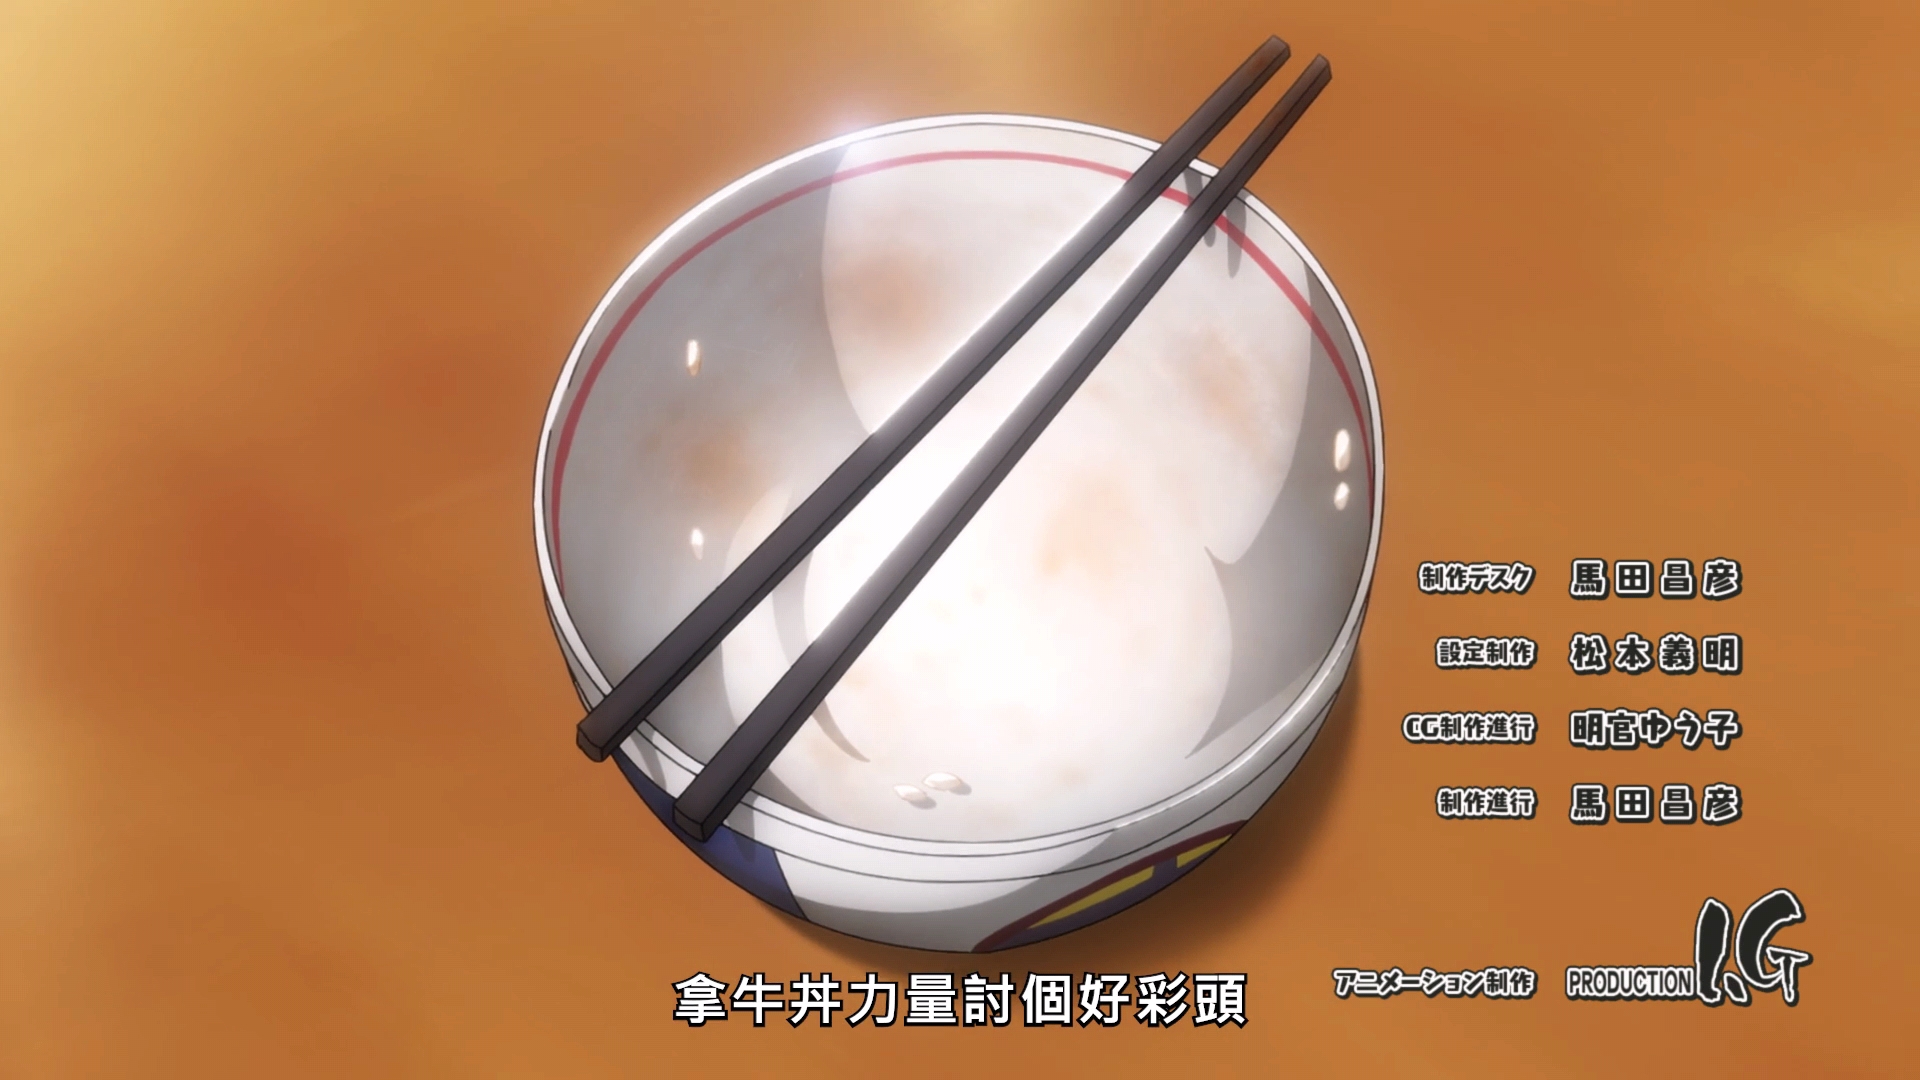 制作デスク 馬田昌彦
設定制作 松本義明
CG制作進行 明官ゆう子
制作進行 馬田昌彦
アニメーション制作 PRODUCTION I.G
拿牛丼力量討個好彩頭